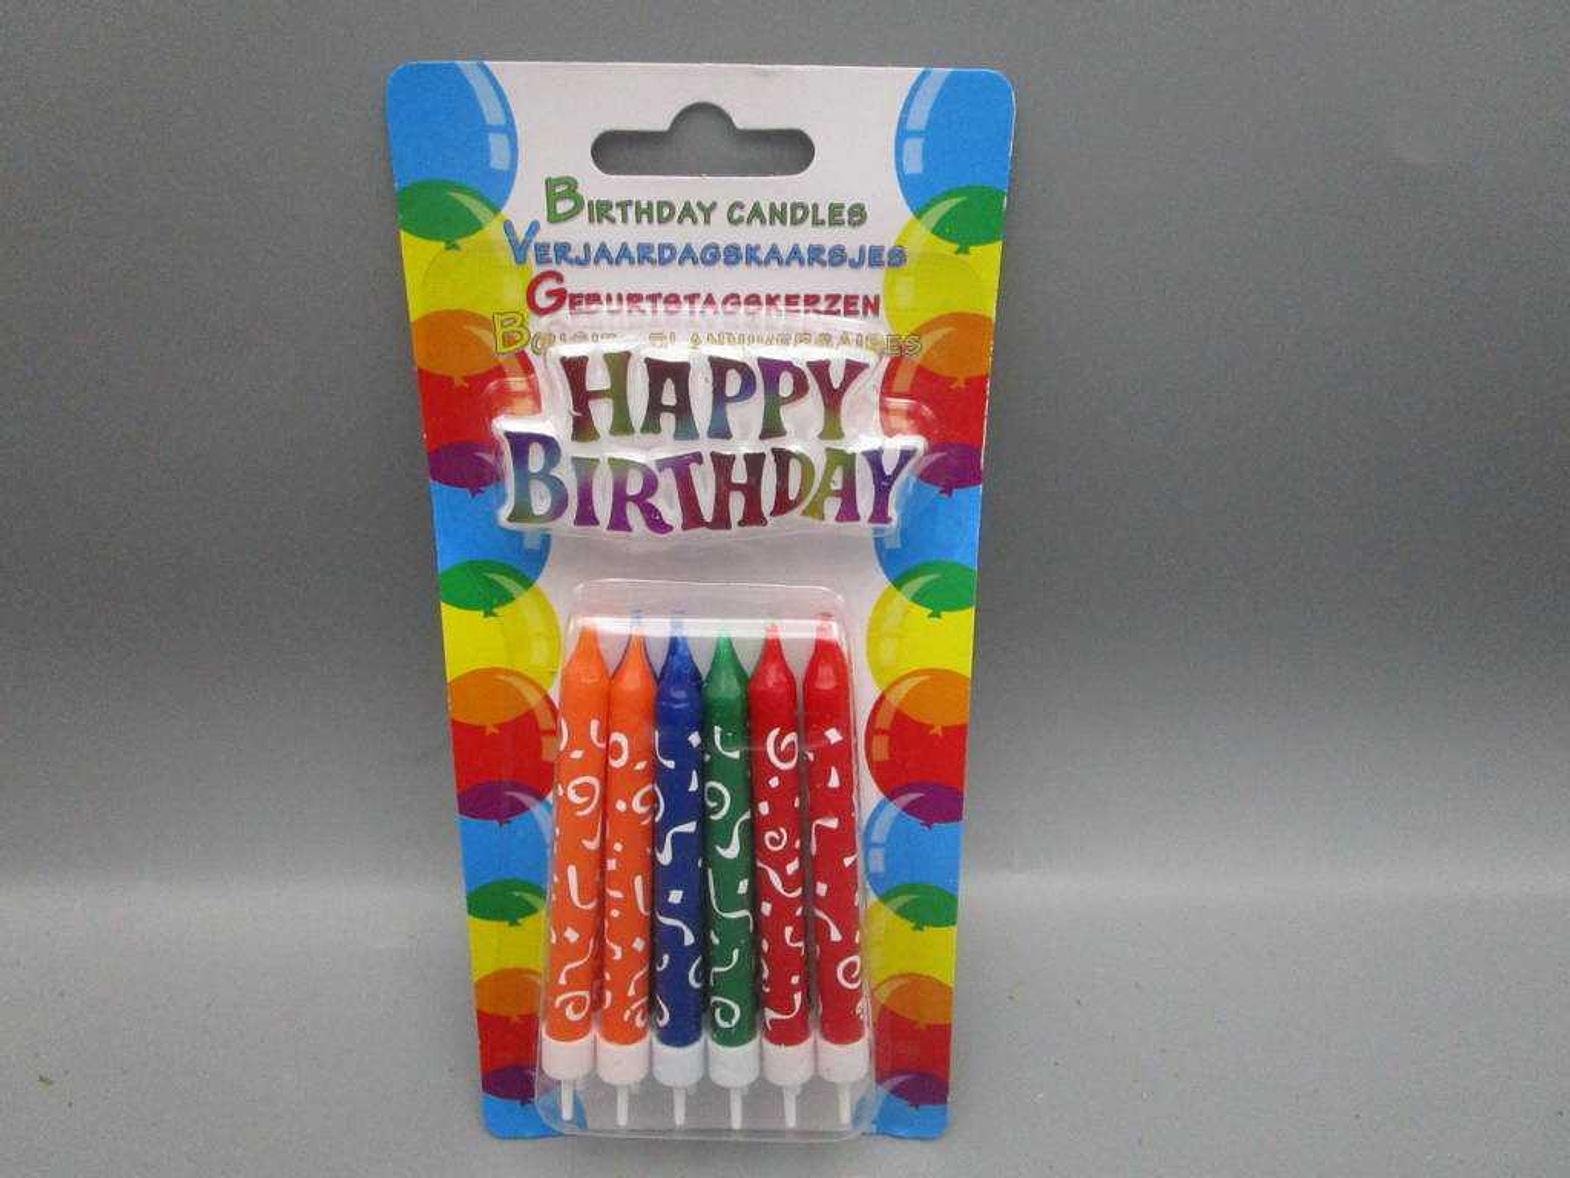 BIRTHDAY CANDLES
VERJAARDAGSKAARSJES
GEBURTSTAGSKERZEN
HAPPY
BIRTHDAY